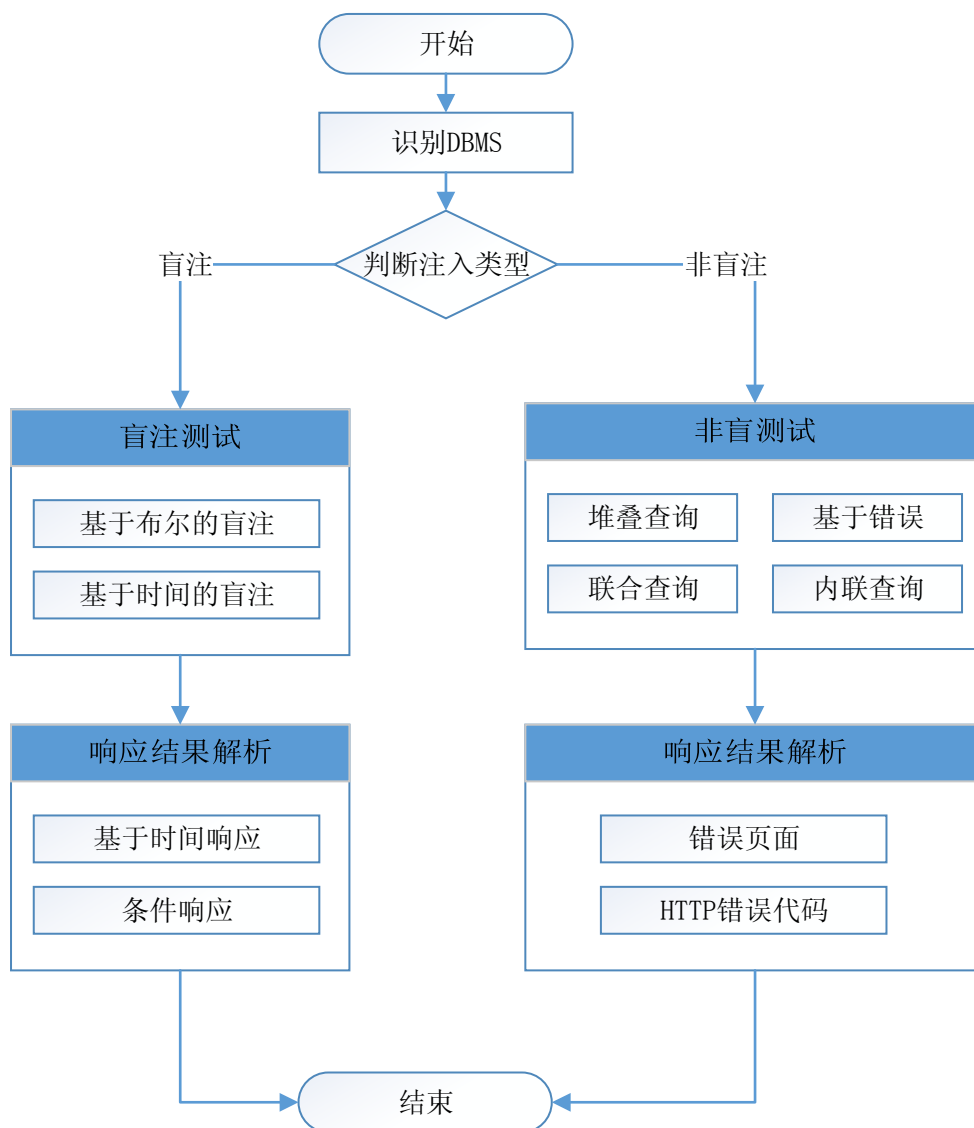 开始
识别DBMS
判断注入类型
盲注
非盲注
盲注测试
基于布尔的盲注
基于时间的盲注
非盲测试
堆叠查询
基于错误
联合查询
内联查询
响应结果解析
基于时间响应
条件响应
响应结果解析
错误页面
HTTP错误代码
结束